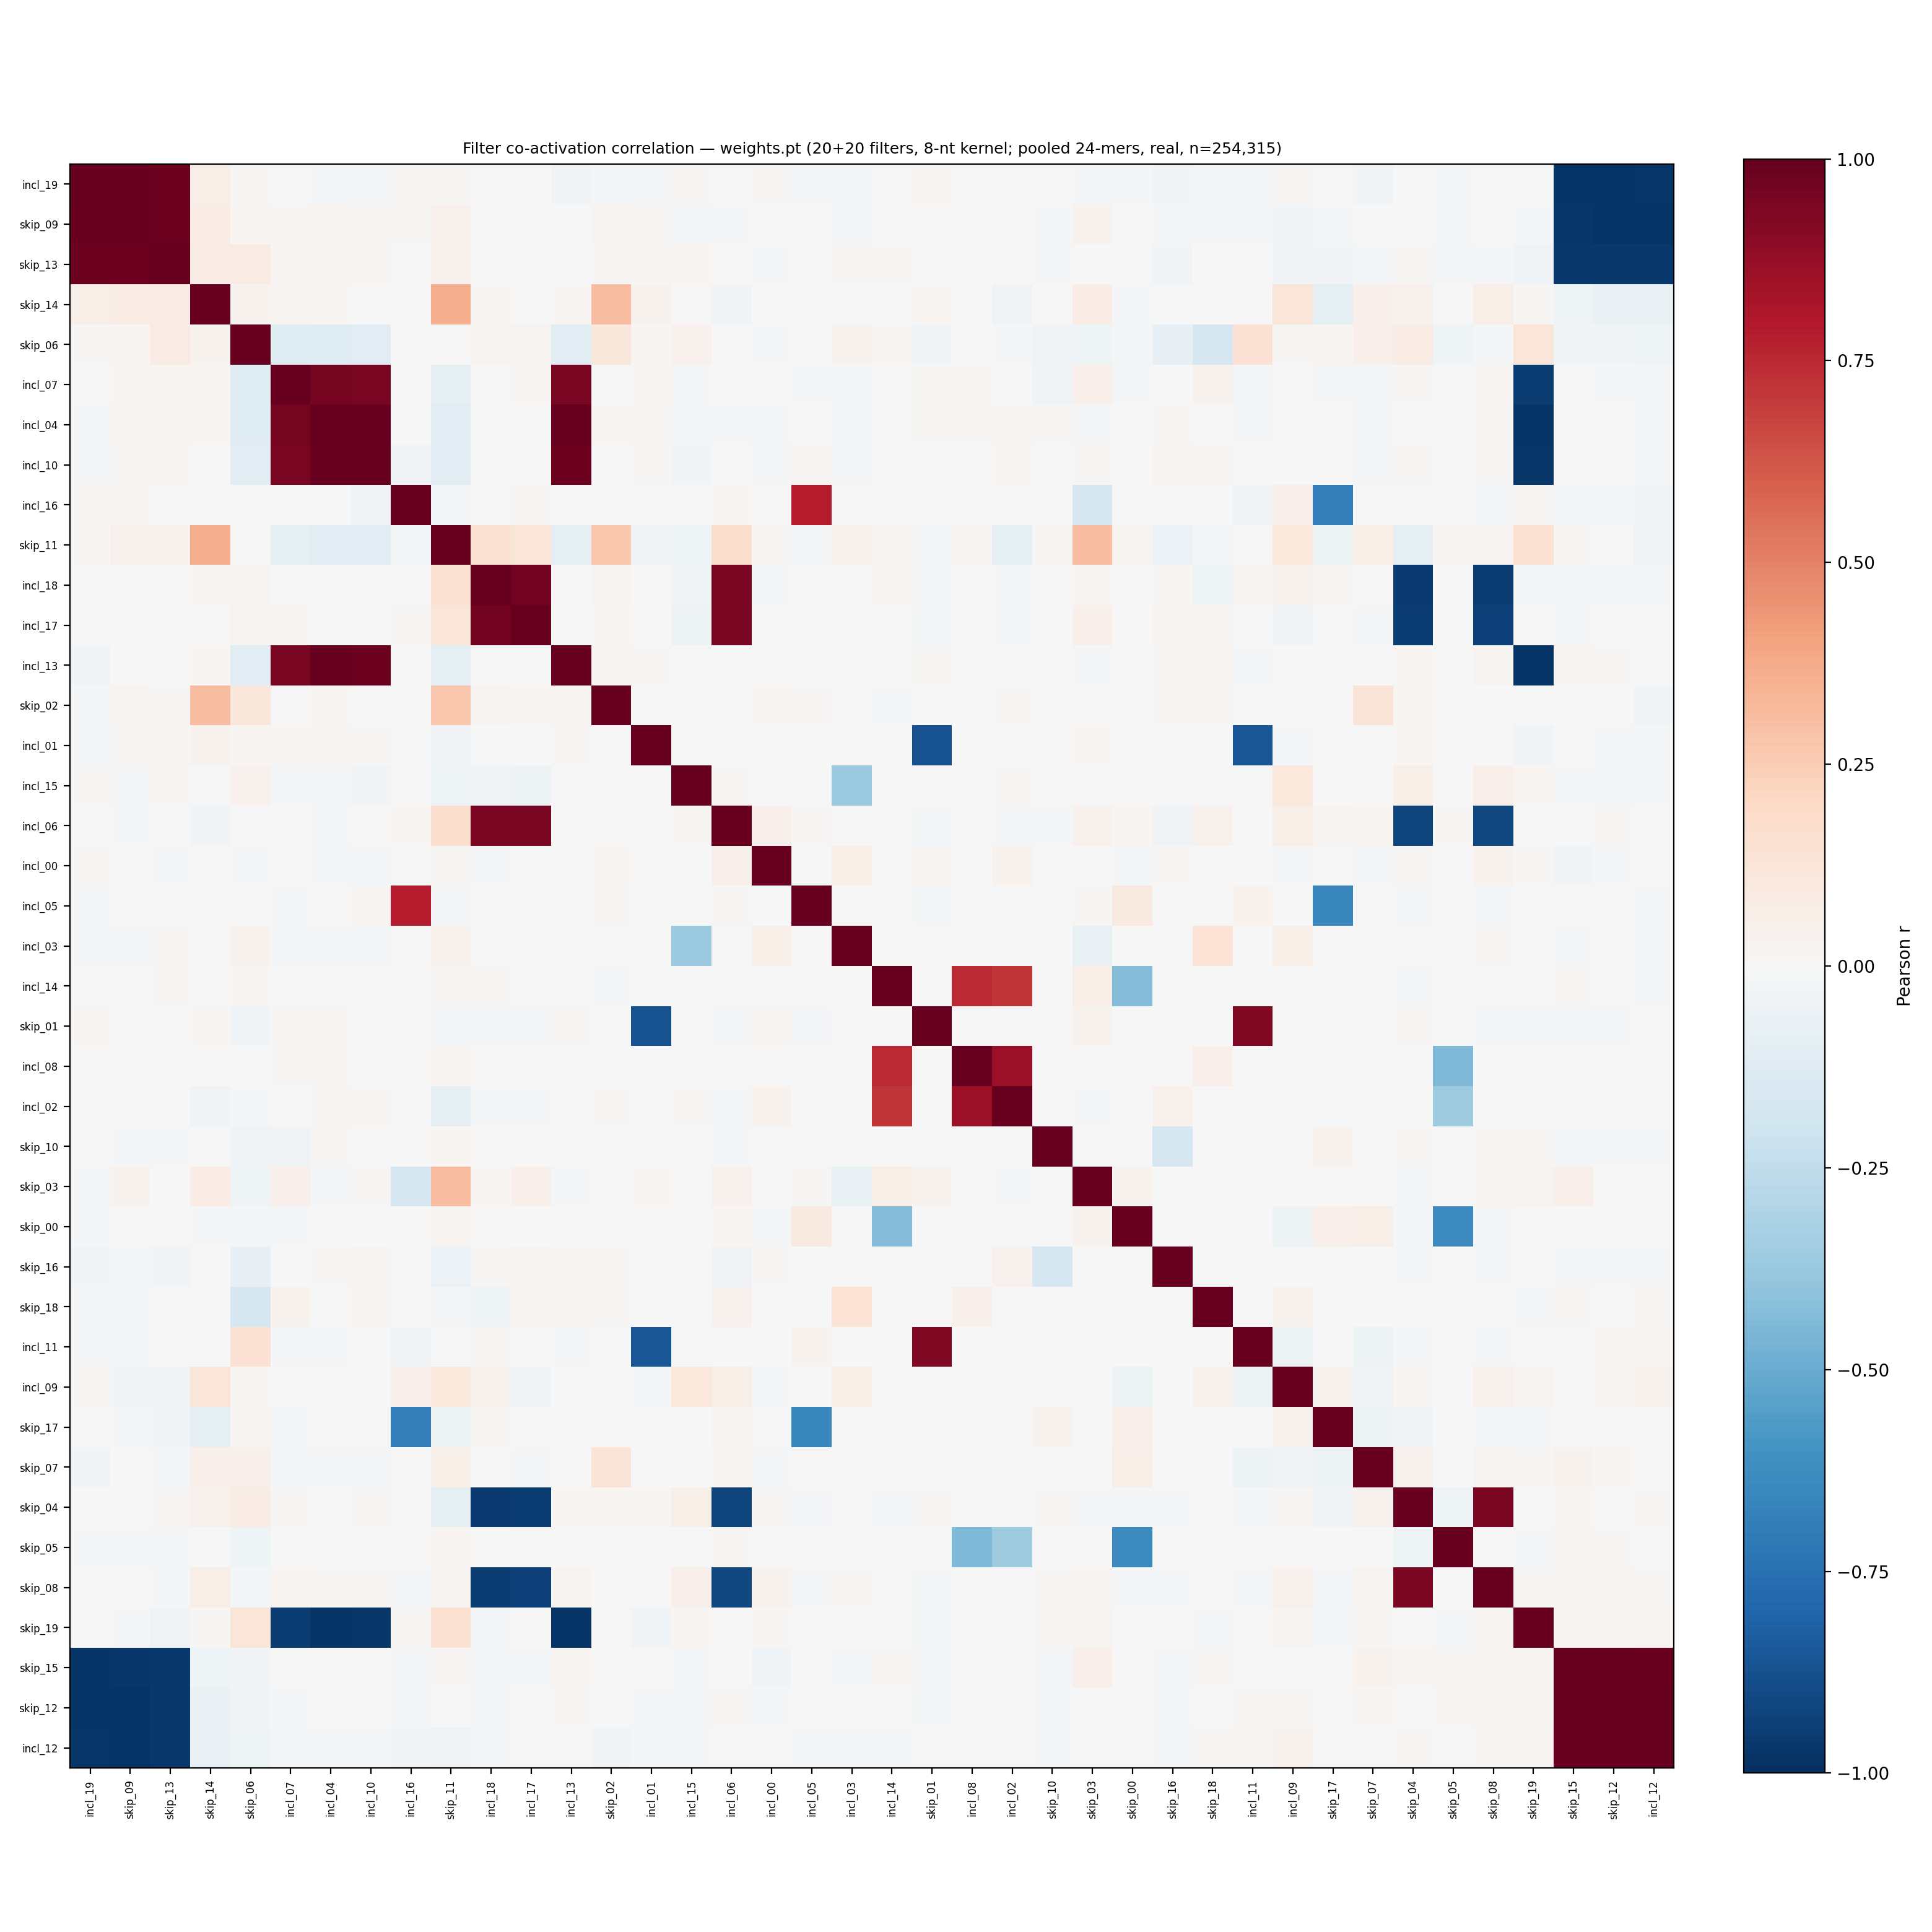 Filter co-activation correlation — weights.pt (20+20 filters, 8-nt kernel; pooled 24-mers, real, n=254,315)
incl_19
skip_09
skip_13
skip_14
skip_06
incl_07
incl_04
incl_10
incl_16
skip_11
incl_18
incl_17
incl_13
skip_02
incl_01
incl_15
incl_06
incl_00
incl_05
incl_03
incl_14
skip_01
incl_08
incl_02
skip_10
skip_03
skip_00
skip_16
skip_18
incl_11
incl_09
skip_17
skip_07
skip_04
skip_05
skip_08
skip_19
skip_15
skip_12
incl_12
incl_19
skip_09
skip_13
skip_14
skip_06
incl_07
incl_04
incl_10
incl_16
skip_11
incl_18
incl_17
incl_13
skip_02
incl_01
incl_15
incl_06
incl_00
incl_05
incl_03
incl_14
skip_01
incl_08
incl_02
skip_10
skip_03
skip_00
skip_16
skip_18
incl_11
incl_09
skip_17
skip_07
skip_04
skip_05
skip_08
skip_19
skip_15
skip_12
incl_12
1.00
0.75
0.50
0.25
0.00
−0.25
−0.50
−0.75
−1.00
Pearson r